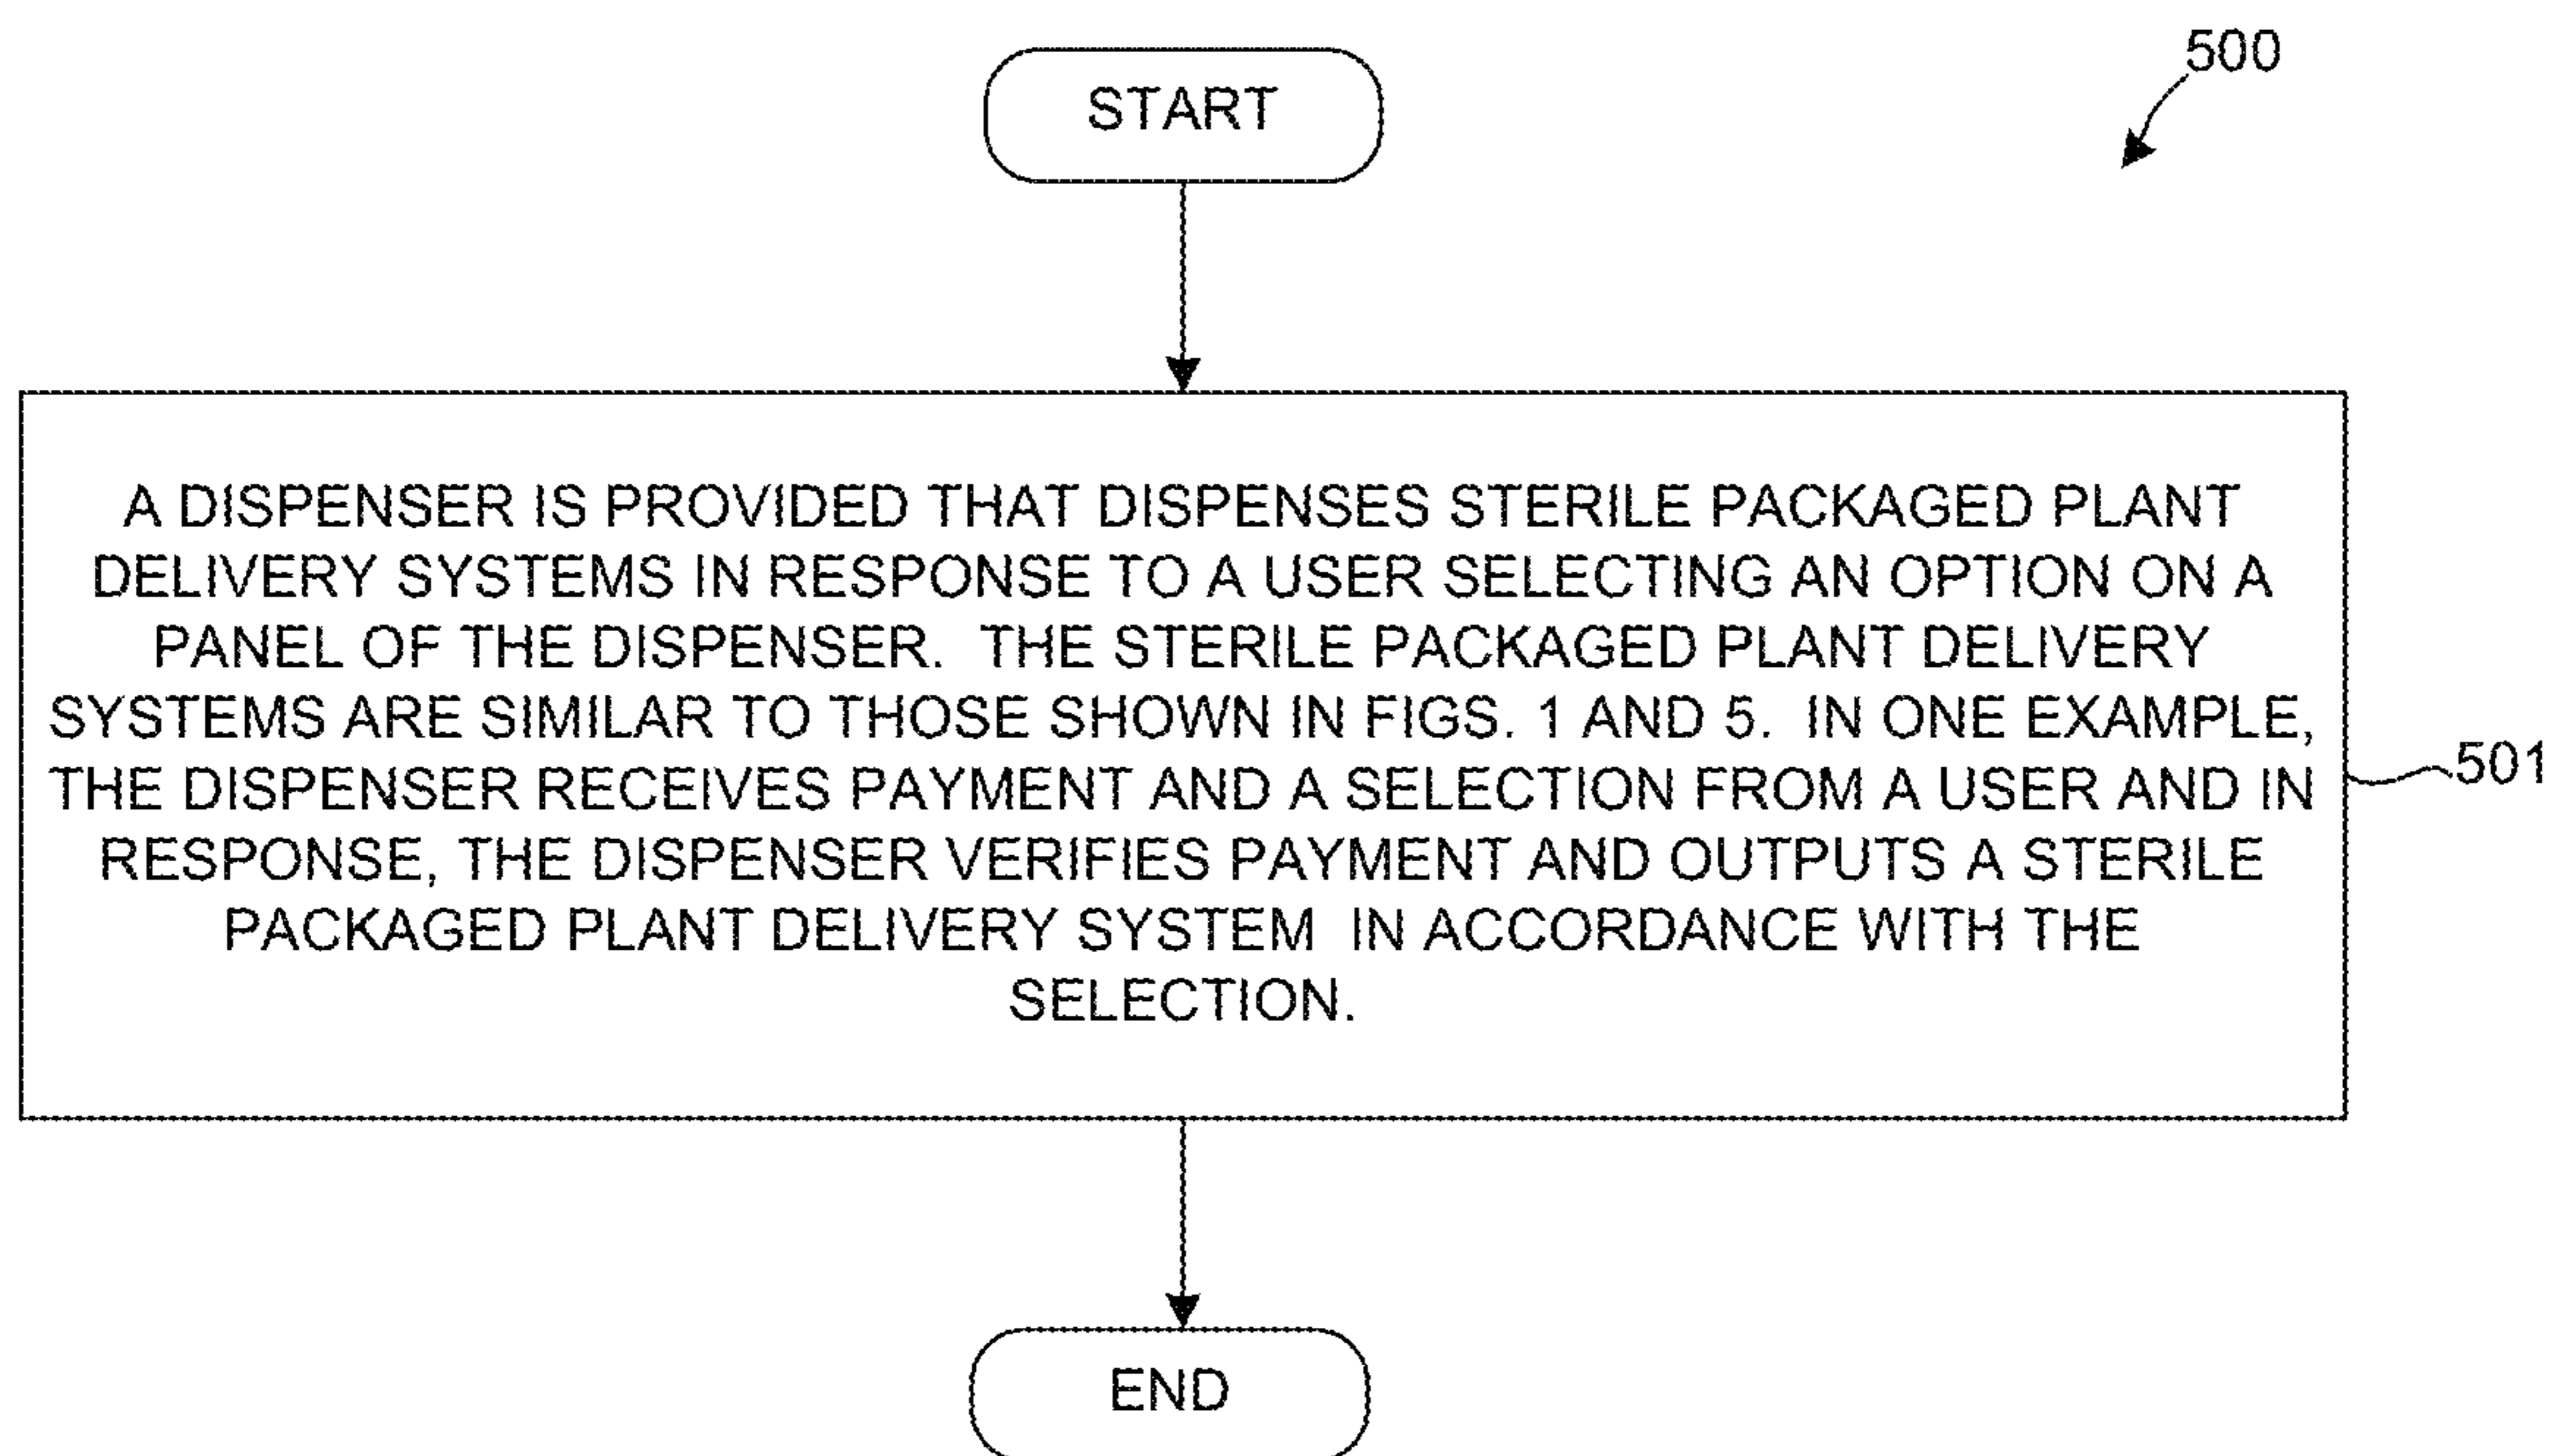 500
START
A DISPENSER IS PROVIDED THAT DISPENSES STERILE PACKAGED PLANT
DELIVERY SYSTEMS IN RESPONSE TO A USER SELECTING AN OPTION ON A
PANEL OF THE DISPENSER. THE STERILE PACKAGED PLANT DELIVERY
SYSTEMS ARE SIMILAR TO THOSE SHOWN IN FIGS. 1 AND 5. IN ONE EXAMPLE,
THE DISPENSER RECEIVES PAYMENT AND A SELECTION FROM A USER AND IN
RESPONSE, THE DISPENSER VERIFIES PAYMENT AND OUTPUTS A STERILE
PACKAGED PLANT DELIVERY SYSTEM IN ACCORDANCE WITH THE
SELECTION.
501
END